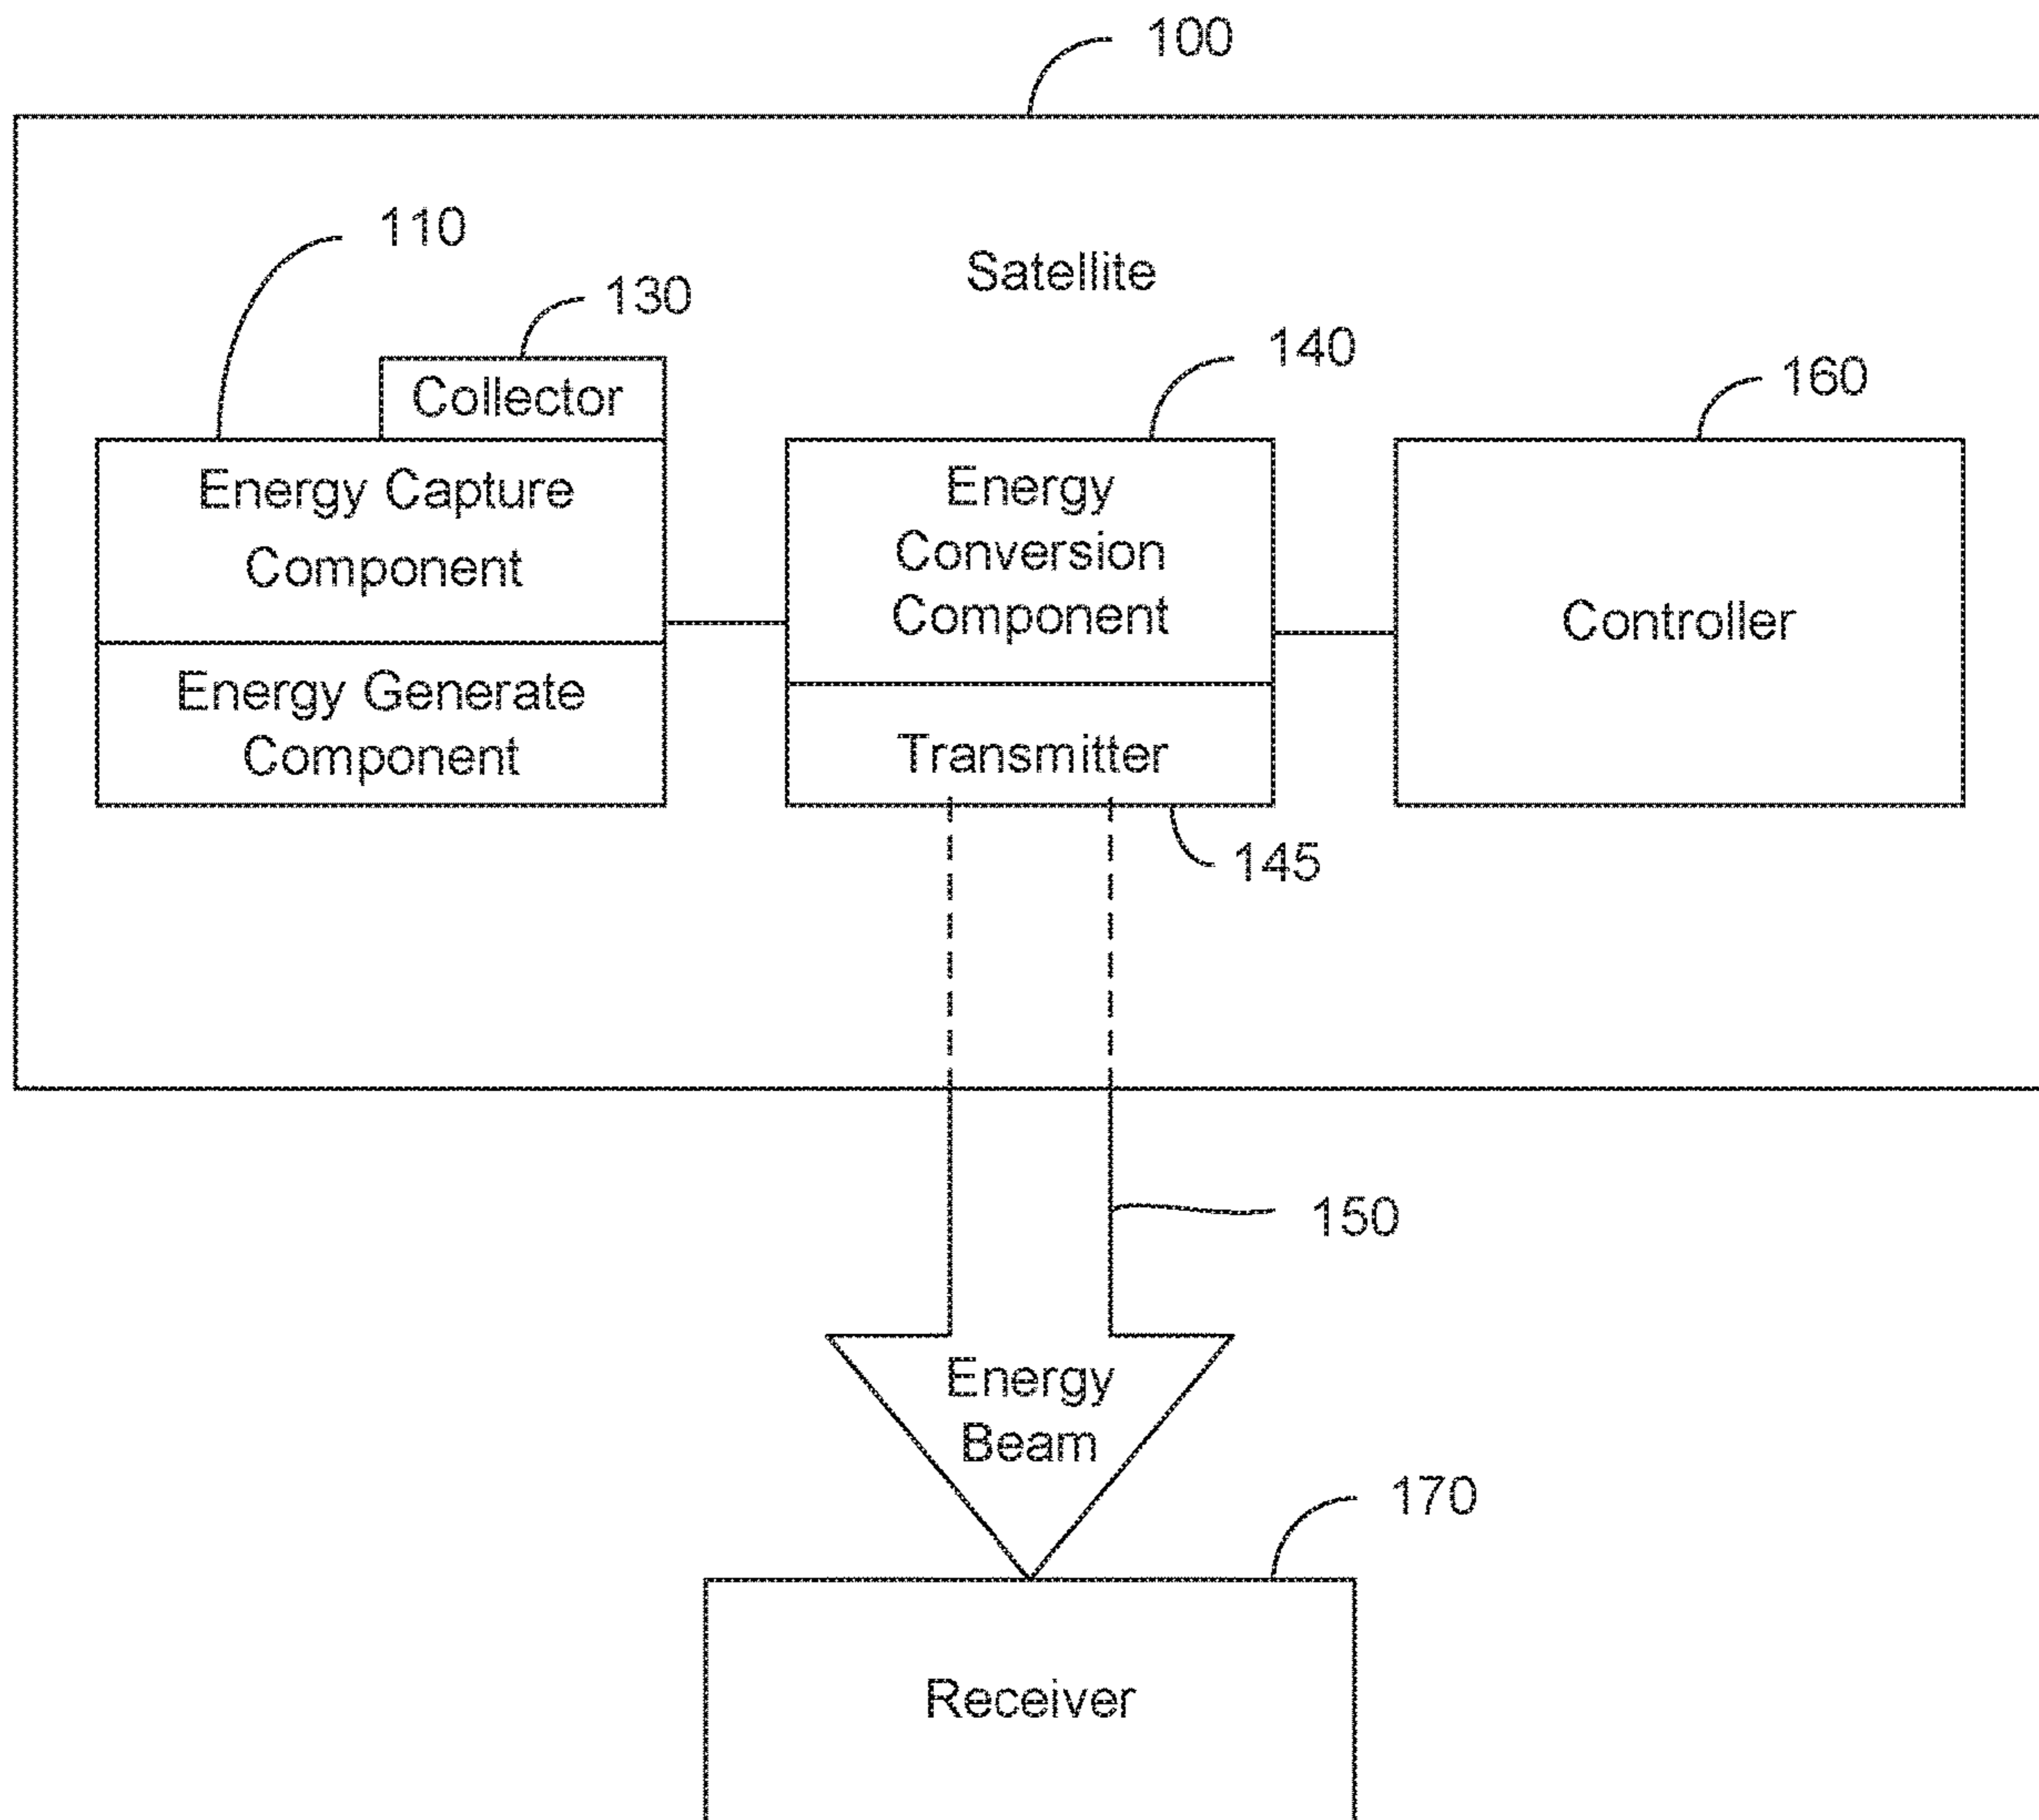 100
110
Satellite
130
140
160
Collector
Energy Capture
Component
Energy
Conversion
Component
Controller
Energy Generate
Component
Transmitter
145
150
Energy
Beam
170
Receiver